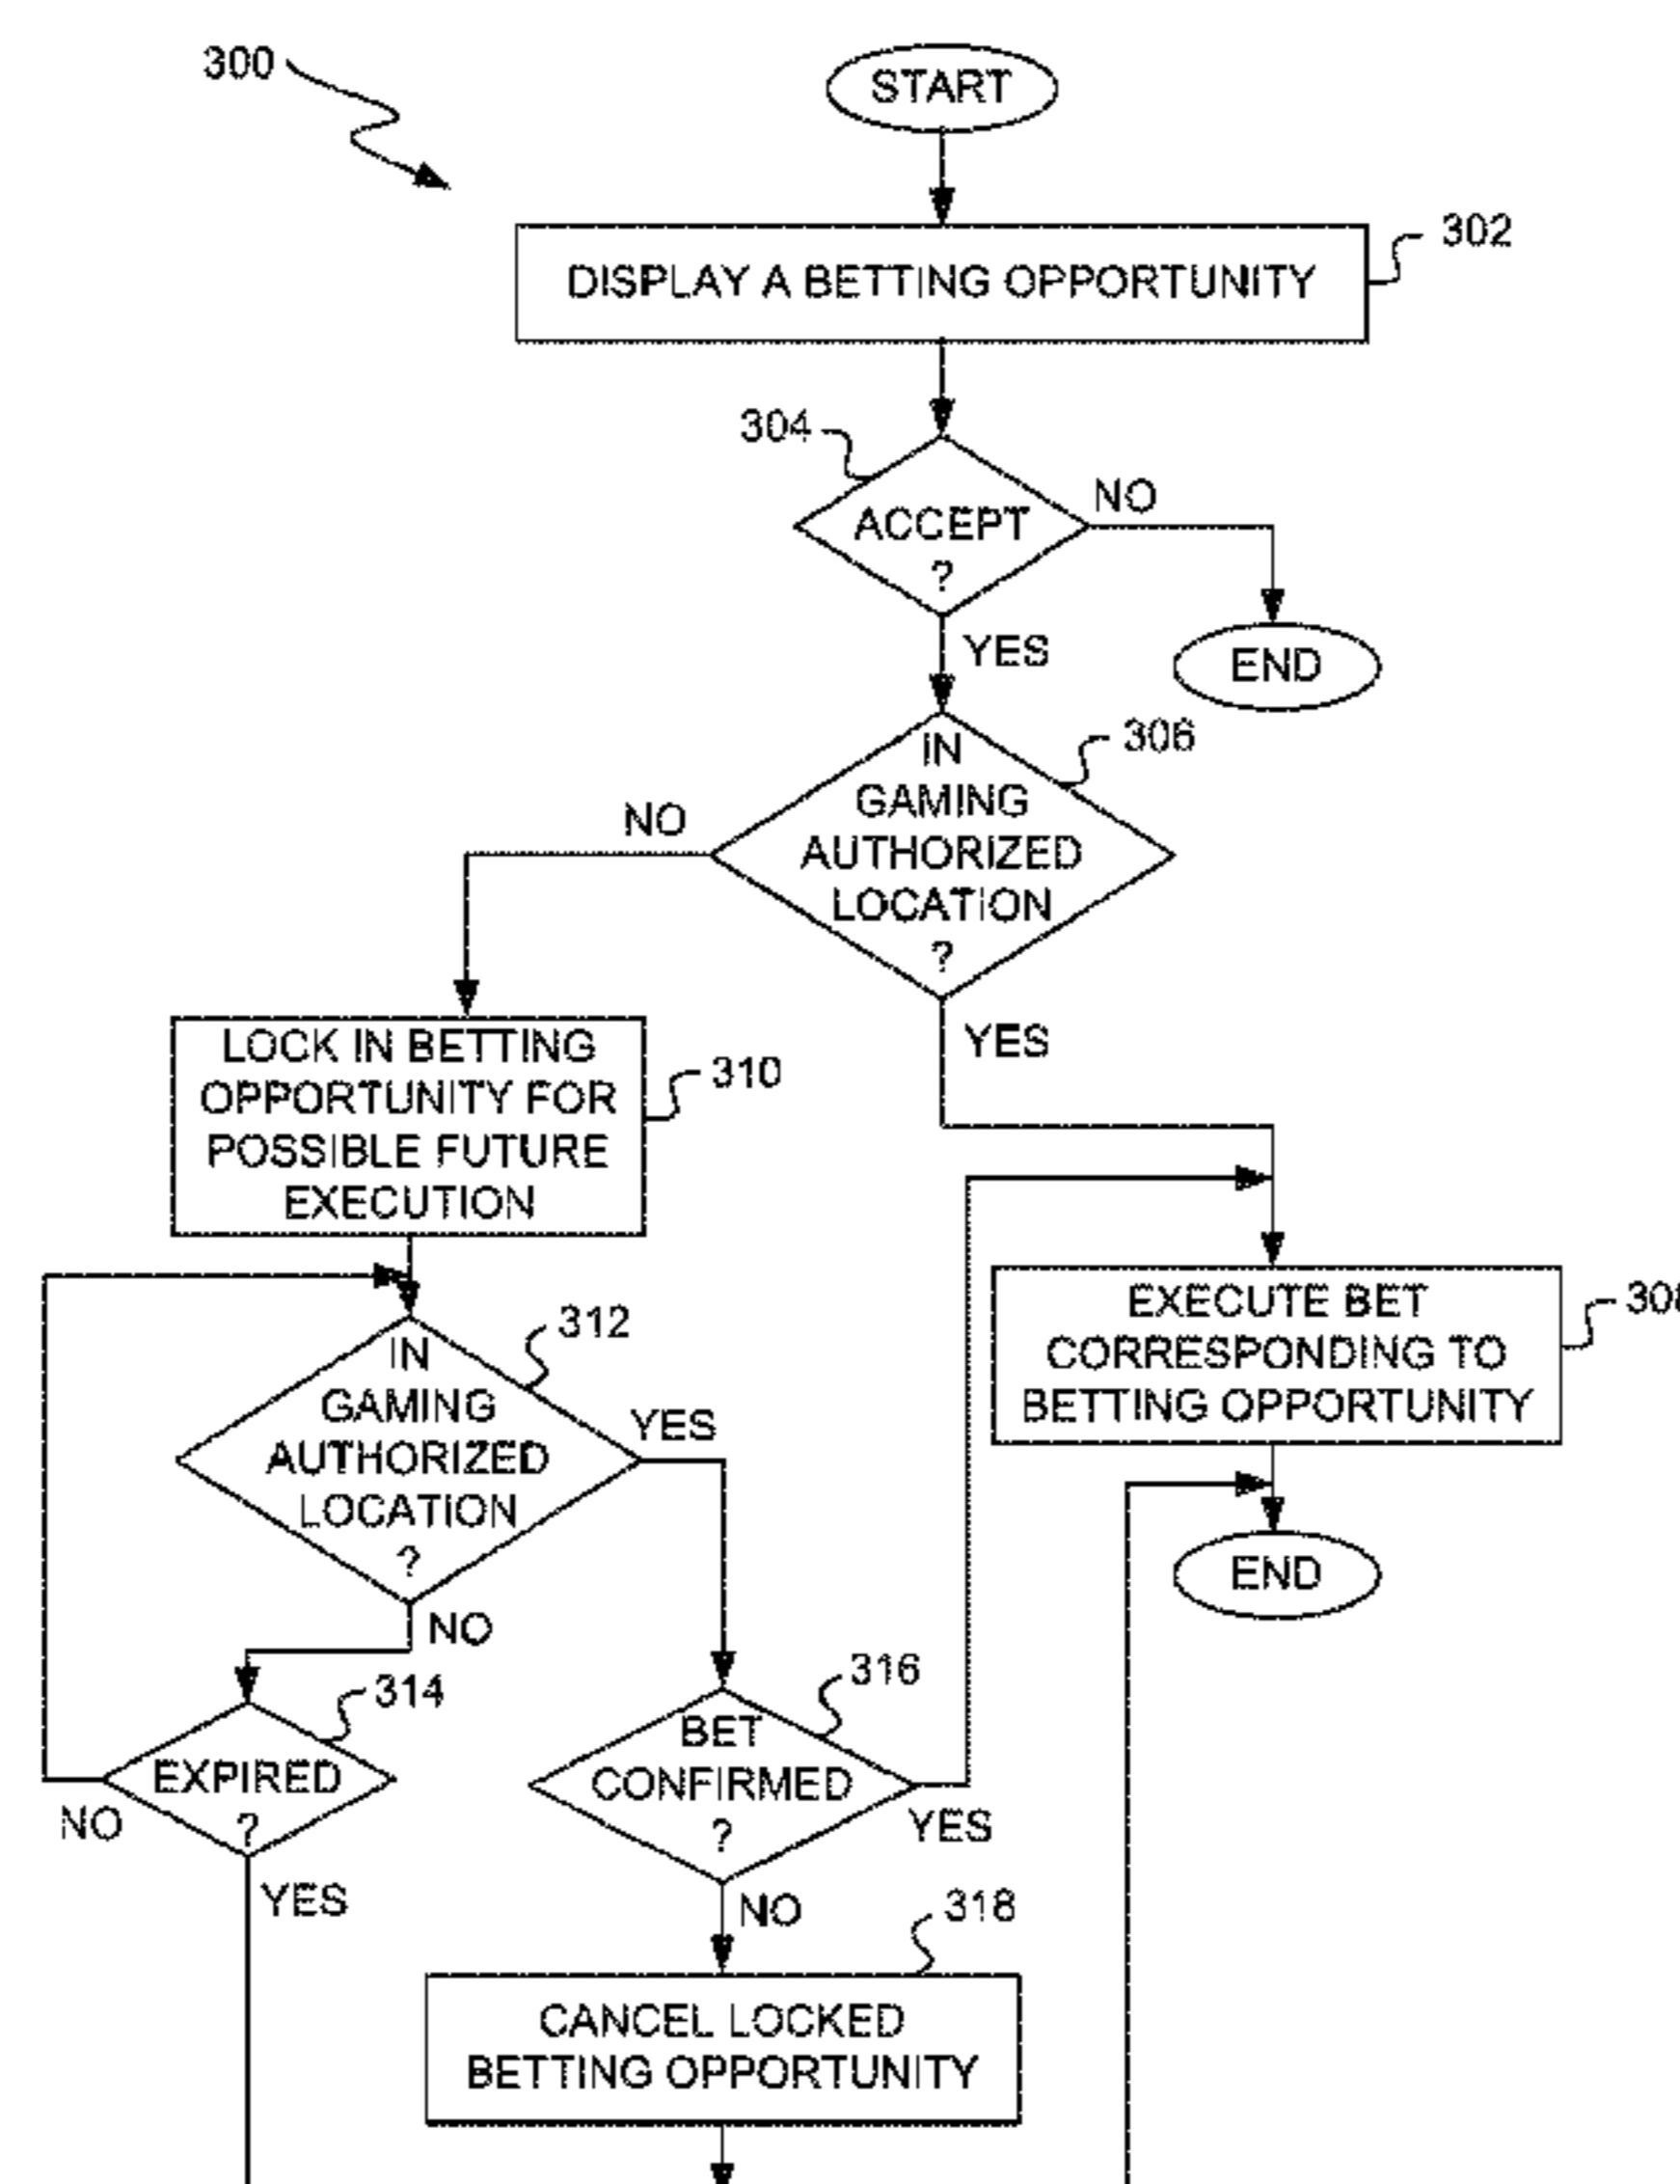 300
START
DISPLAY A BETTING OPPORTUNITY
302
304
ACCEPT
?
NO
YES
END
306
IN
GAMING
AUTHORIZED
LOCATION
?
NO
YES
LOCK IN BETTING
OPPORTUNITY FOR
POSSIBLE FUTURE
EXECUTION
310
EXECUTE BET
CORRESPONDING TO
BETTING OPPORTUNITY
312
IN
GAMING
AUTHORIZED
LOCATION
?
YES
NO
END
314
EXPIRED
?
NO
YES
316
BET
CONFIRMED
?
YES
NO
318
CANCEL LOCKED
BETTING OPPORTUNITY